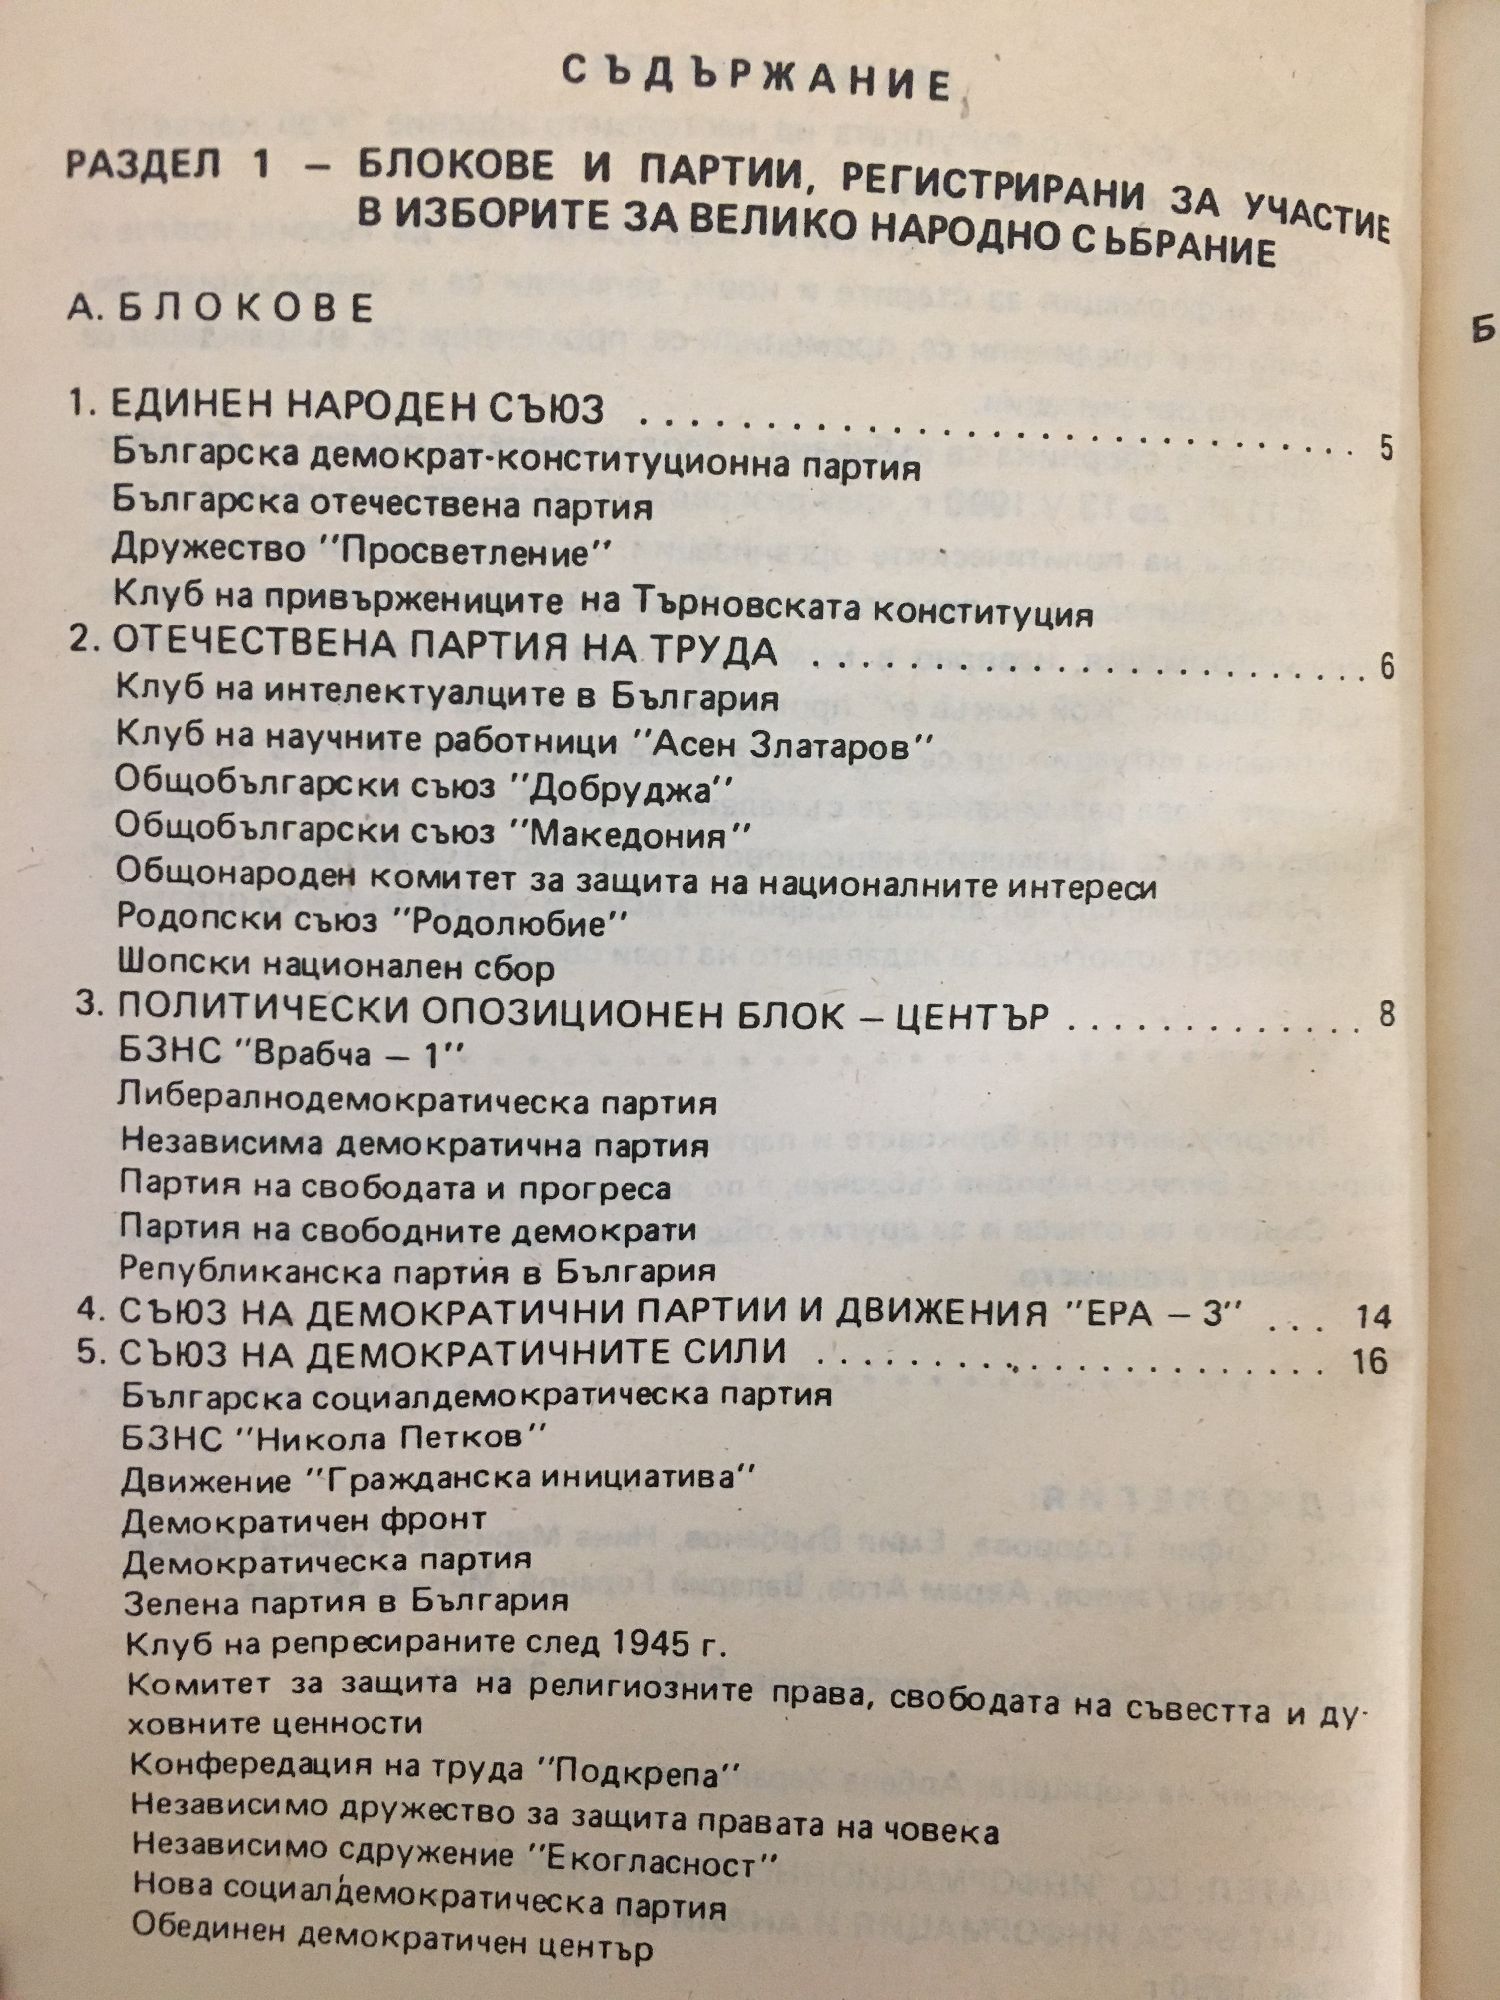 СЪДЪРЖАНИЕ
РАЗДЕЛ 1 – БЛОКОВЕ И ПАРТИИ, РЕГИСТРИРАНИ ЗА УЧАСТИЕ
В ИЗБОРИТЕ ЗА ВЕЛИКО НАРОДНО СЪБРАНИЕ
А. БЛОКОВЕ
1. ЕДИНЕН НАРОДЕН СЪЮЗ . . . . . . . . . . . . . . . . . . . . . . . . . . . . . . . 5
Българска демократ-конституционна партия
Българска отечествена партия
Дружество "Просветление"
Клуб на привържениците на Търновската конституция
2. ОТЕЧЕСТВЕНА ПАРТИЯ НА ТРУДА . . . . . . . . . . . . . . . . . . . . . . . 6
Клуб на интелектуалците в България
Клуб на научните работници "Асен Златаров"
Общобългарски съюз "Добруджа"
Общобългарски съюз "Македония"
Общонароден комитет за защита на националните интереси
Родопски съюз "Родолюбие"
Шопски национален сбор
3. ПОЛИТИЧЕСКИ ОПОЗИЦИОНЕН БЛОК – ЦЕНТЪР . . . . . . . . . . . . . 8
БЗНС "Врабча – 1"
Либералнодемократическа партия
Независима демократична партия
Партия на свободата и прогреса
Партия на свободните демократи
Републиканска партия в България
4. СЪЮЗ НА ДЕМОКРАТИЧНИ ПАРТИИ И ДВИЖЕНИЯ "ЕРА – 3" . . . 14
5. СЪЮЗ НА ДЕМОКРАТИЧНИТЕ СИЛИ . . . . . . . . . . . . . . . . . . . . . . 16
Българска социалдемократическа партия
БЗНС "Никола Петков"
Движение "Гражданска инициатива"
Демократичен фронт
Демократическа партия
Зелена партия в България
Клуб на репресираните след 1945 г.
Комитет за защита на религиозните права, свободата на съвестта и ду-
ховните ценности
Конфередация на труда "Подкрепа"
Независимо дружество за защита правата на човека
Независимо сдружение "Екогласност"
Нова социалдемократическа партия
Обединен демократичен център
Б